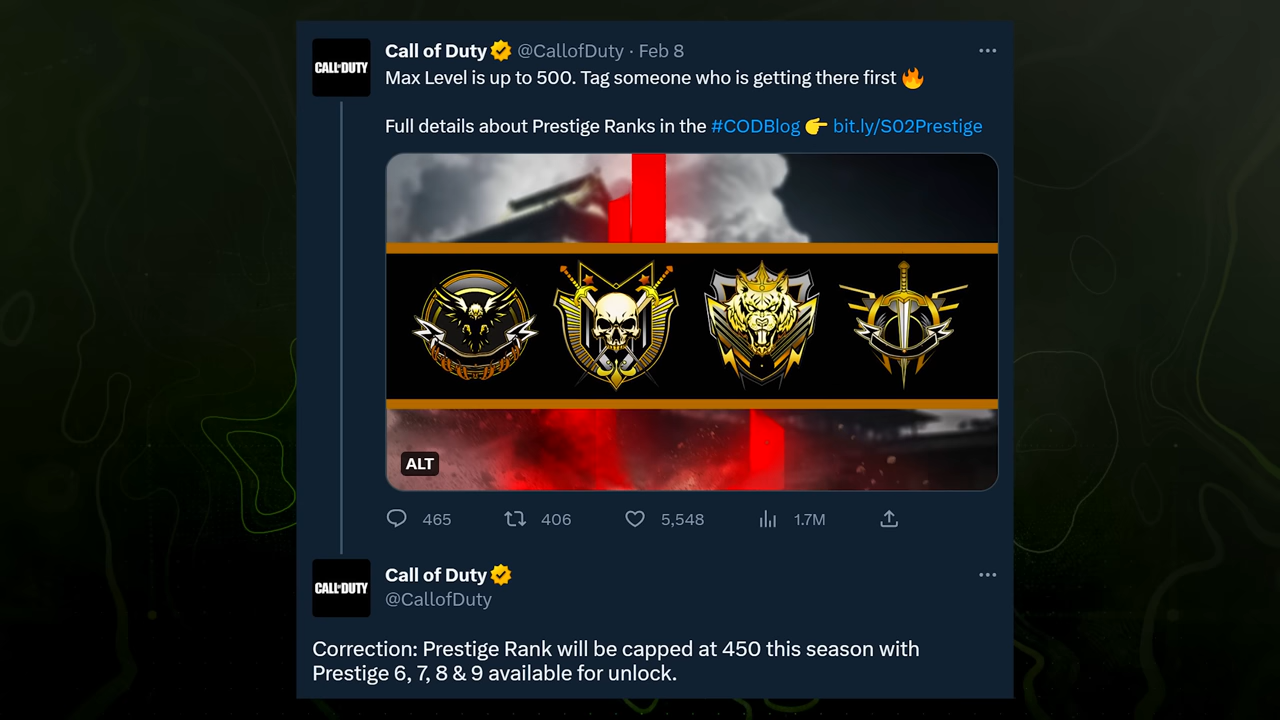 CALL OF DUTY
Call of Duty @CallofDuty · Feb 8
Max Level is up to 500. Tag someone who is getting there first 🔥
Full details about Prestige Ranks in the #CODBlog 👉 bit.ly/S02Prestige
ALT
465 406 5,548 1.7M
CALL OF DUTY
Call of Duty
@CallofDuty
Correction: Prestige Rank will be capped at 450 this season with
Prestige 6, 7, 8 & 9 available for unlock.